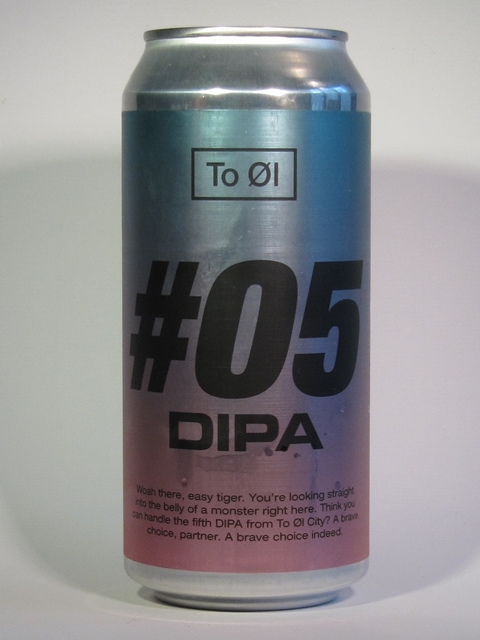 To Øl
#05
DIPA
Woah there, easy tiger. You're looking straight
into the belly of a monster right here. Think you
can handle the fifth DIPA from To Øl City? A brave
choice, partner. A brave choice indeed.